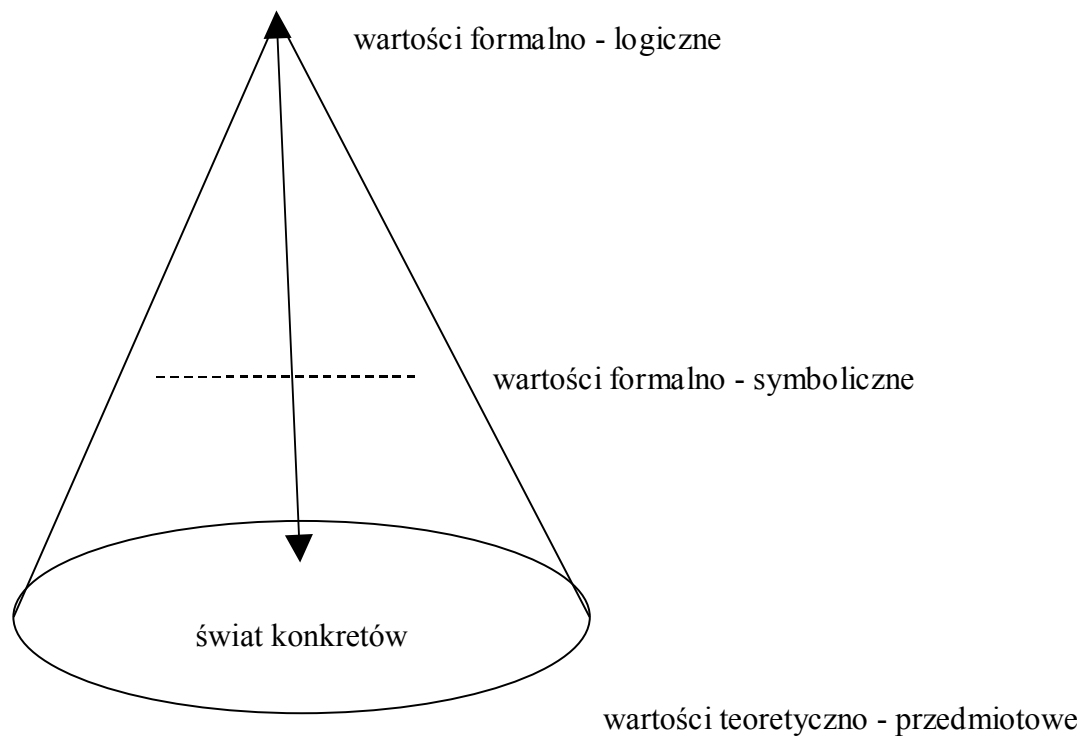 wartości formalno - logiczne
wartości formalno - symboliczne
świat konkretów
wartości teoretyczno - przedmiotowe